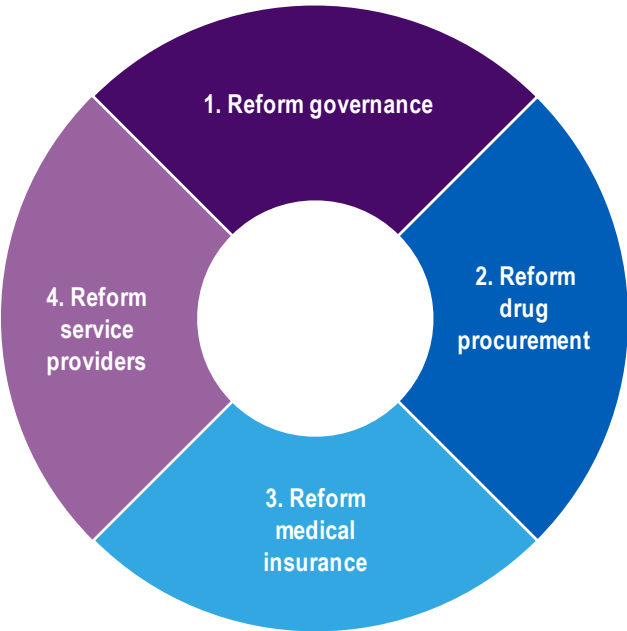 1. Reform governance
2. Reform
drug
procurement
3. Reform
medical
insurance
4. Reform
service
providers